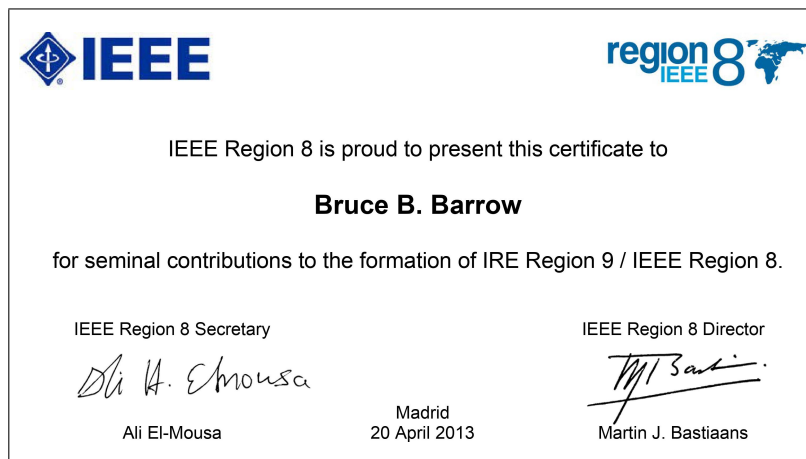 IEEE
region 8
IEEE
IEEE Region 8 is proud to present this certificate to
Bruce B. Barrow
for seminal contributions to the formation of IRE Region 9 / IEEE Region 8.
IEEE Region 8 Secretary
IEEE Region 8 Director
Ali H. Elmousa
MJ Bastiaans
Madrid
Ali El-Mousa
20 April 2013
Martin J. Bastiaans